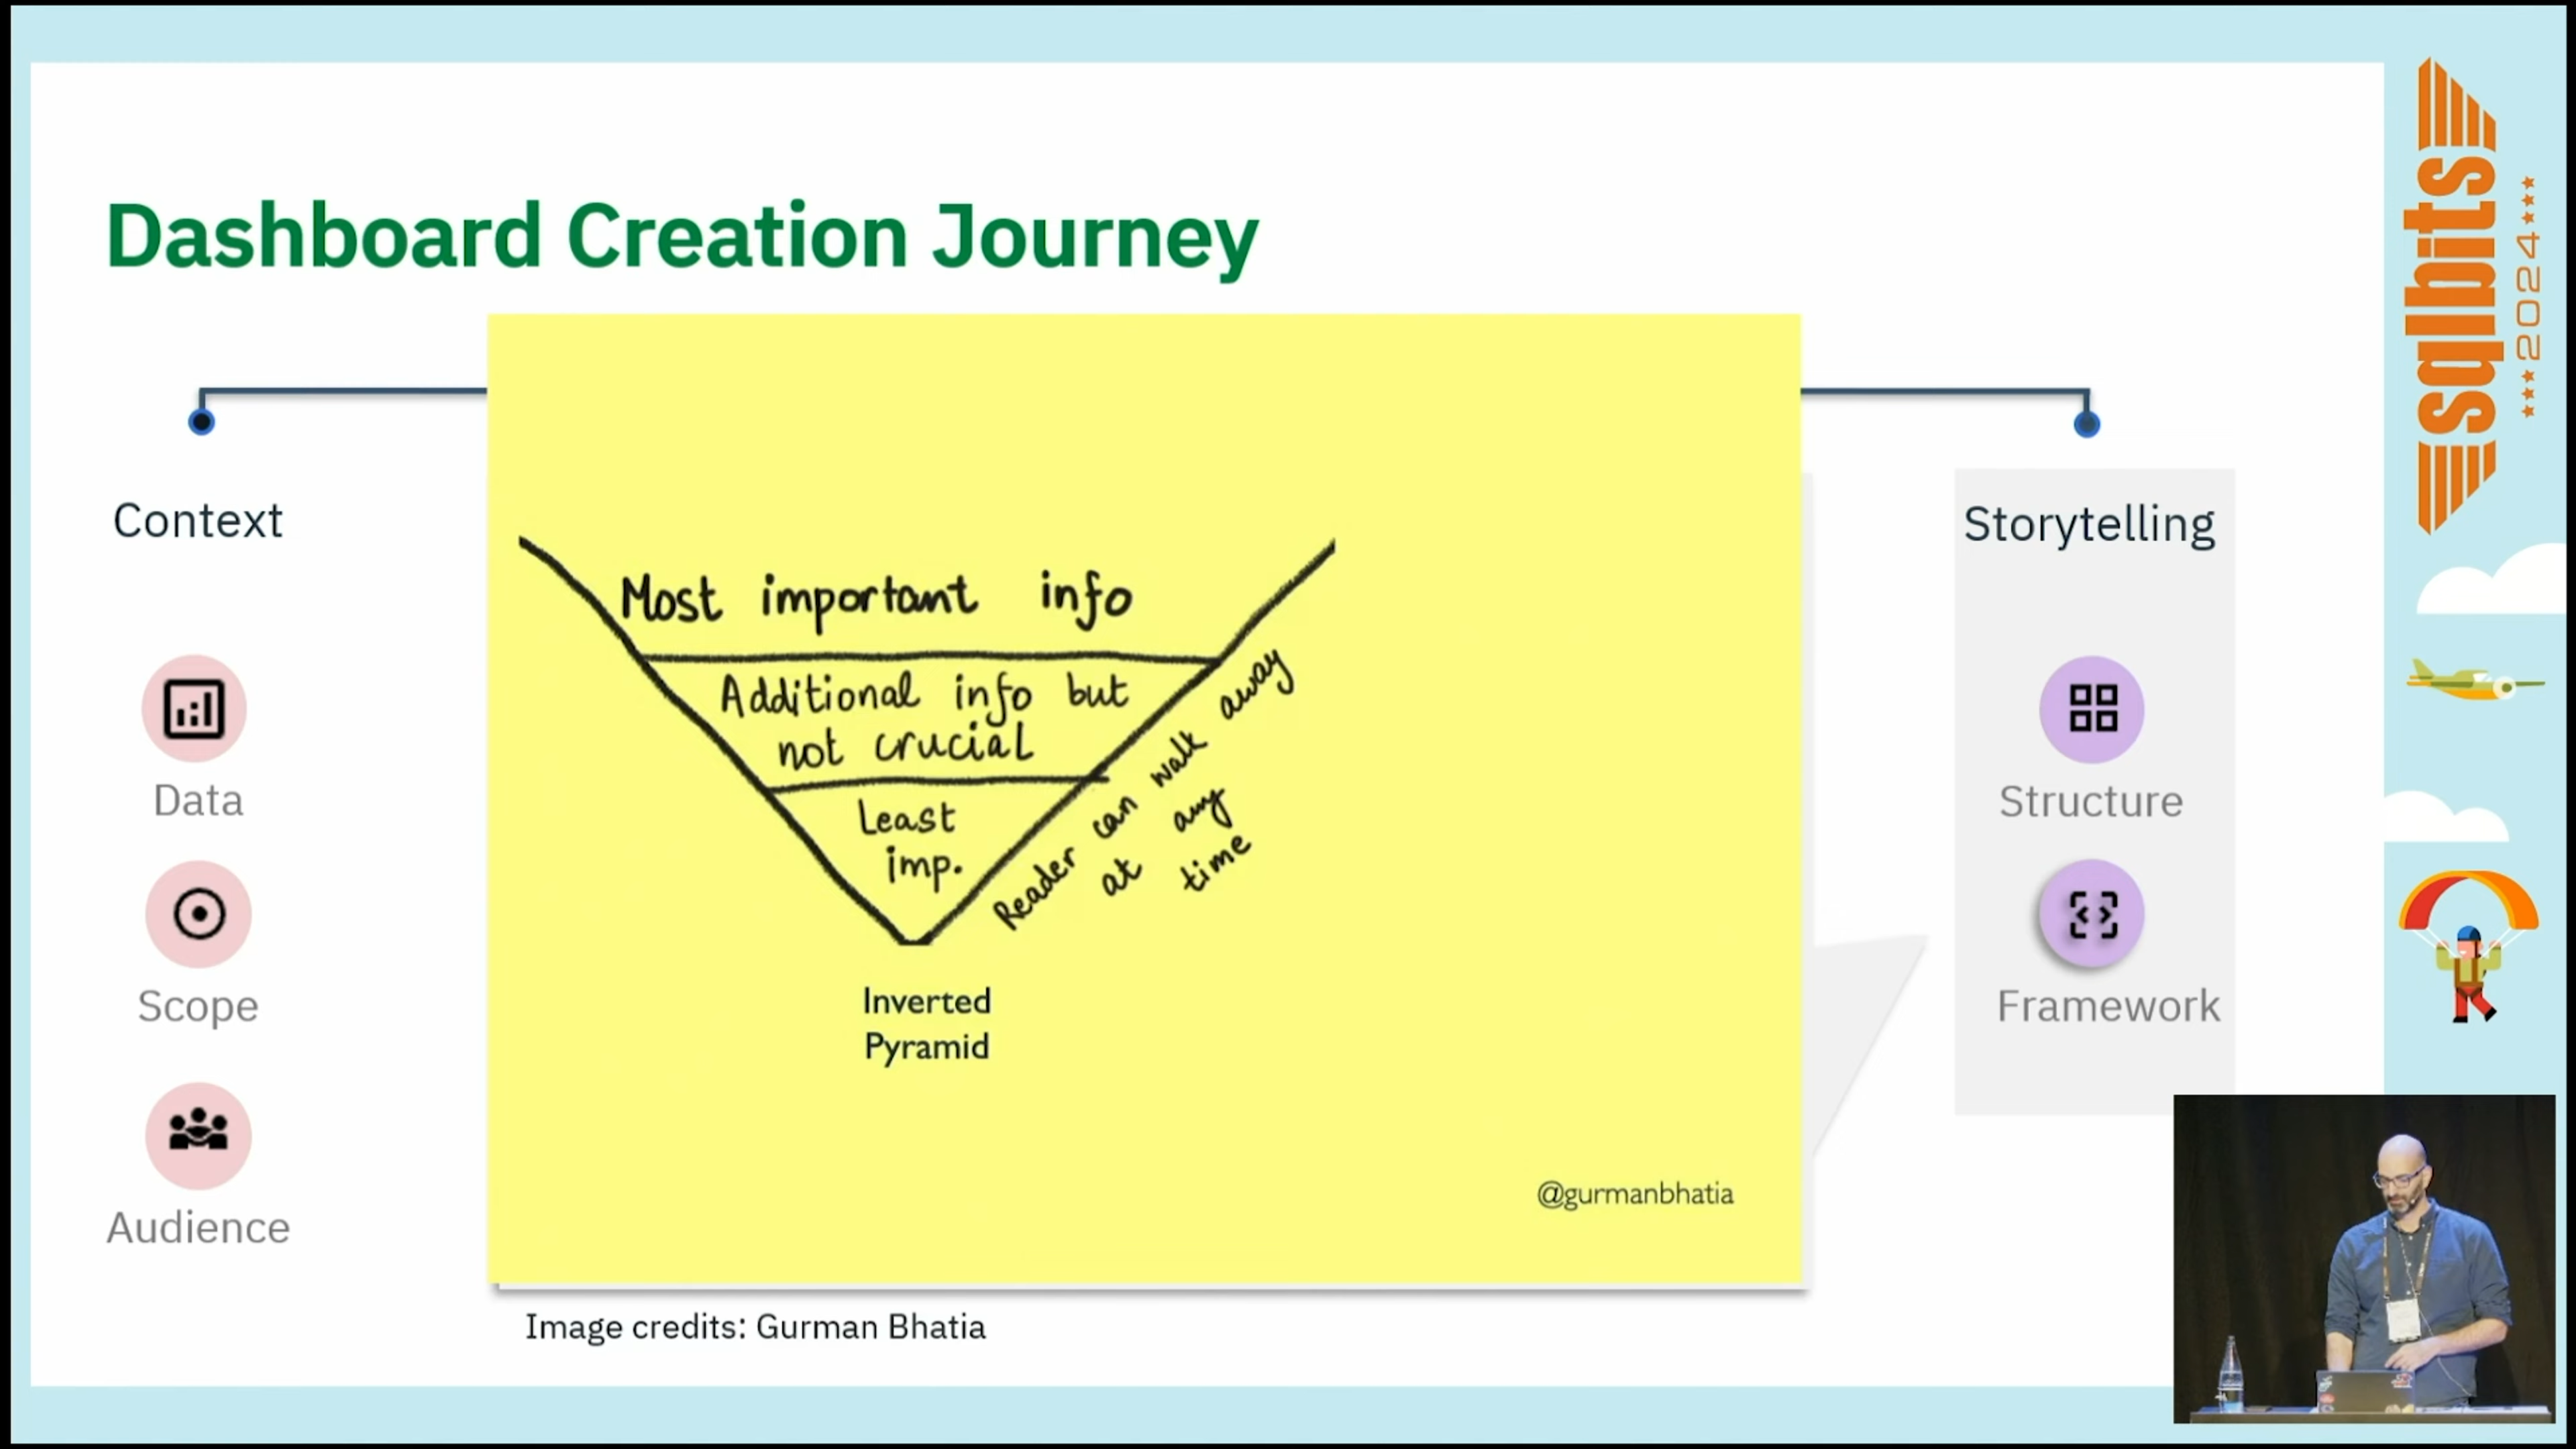 Dashboard Creation Journey
Context
Data
Scope
Audience
Most important info
Additional info but
not crucial
Least
imp.
Reader can walk away
at any
time
Inverted
Pyramid
@gurmanbhatia
Image credits: Gurman Bhatia
Storytelling
Structure
Framework
sqlbits
2024